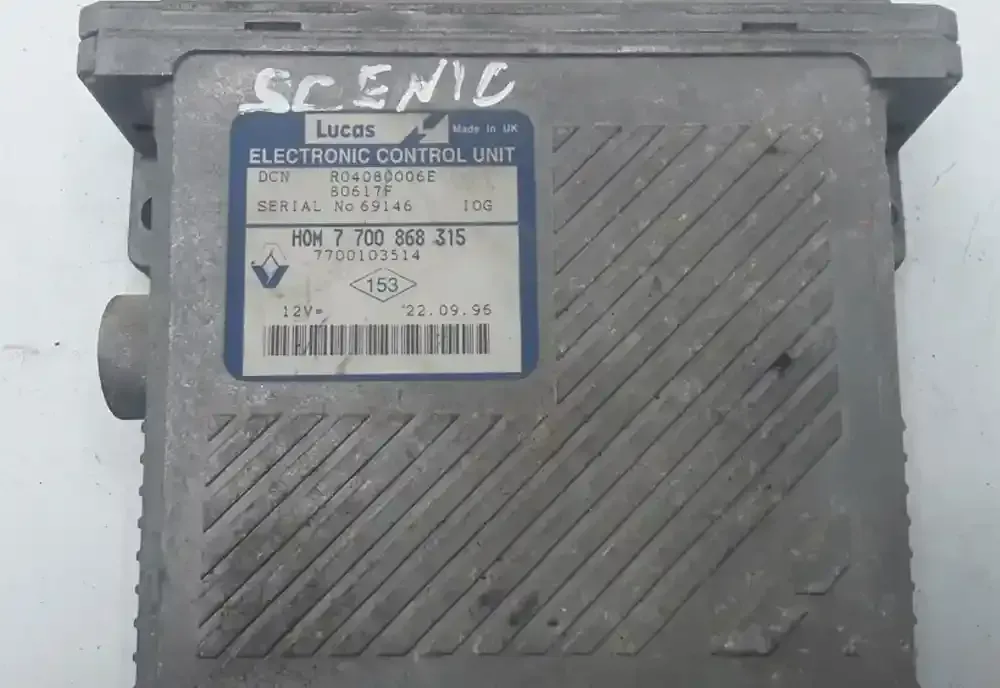 SCENIC
Lucas Made in UK
ELECTRONIC CONTROL UNIT
DCN R04080006E
80617F
SERIAL No 69146 IOG
HOM 7 700 868 315
7700103514
153
12V= 22.09.96